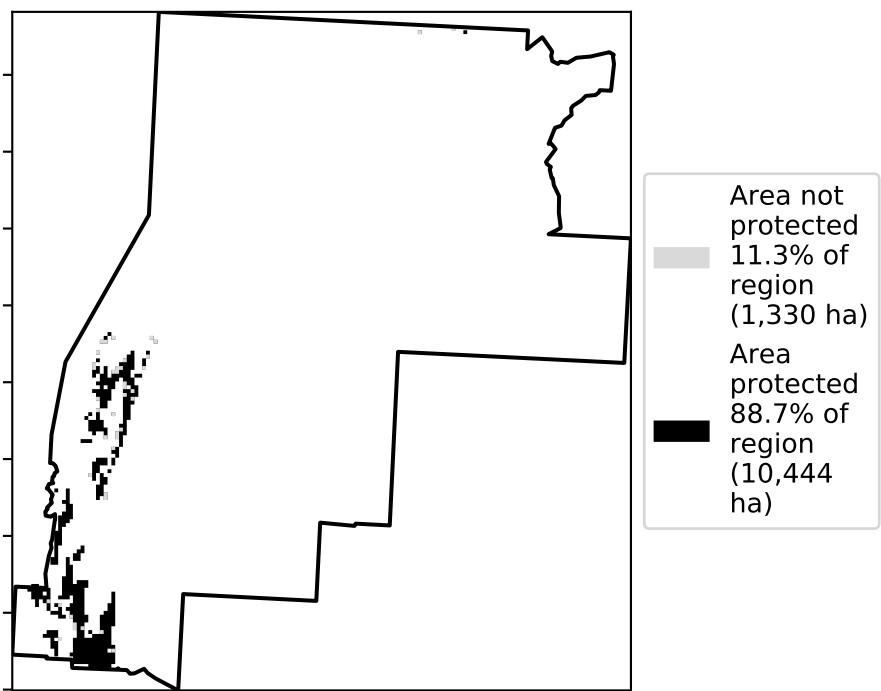 Area not
protected
11.3% of
region
(1,330 ha)
Area
protected
88.7% of
region
(10,444
ha)